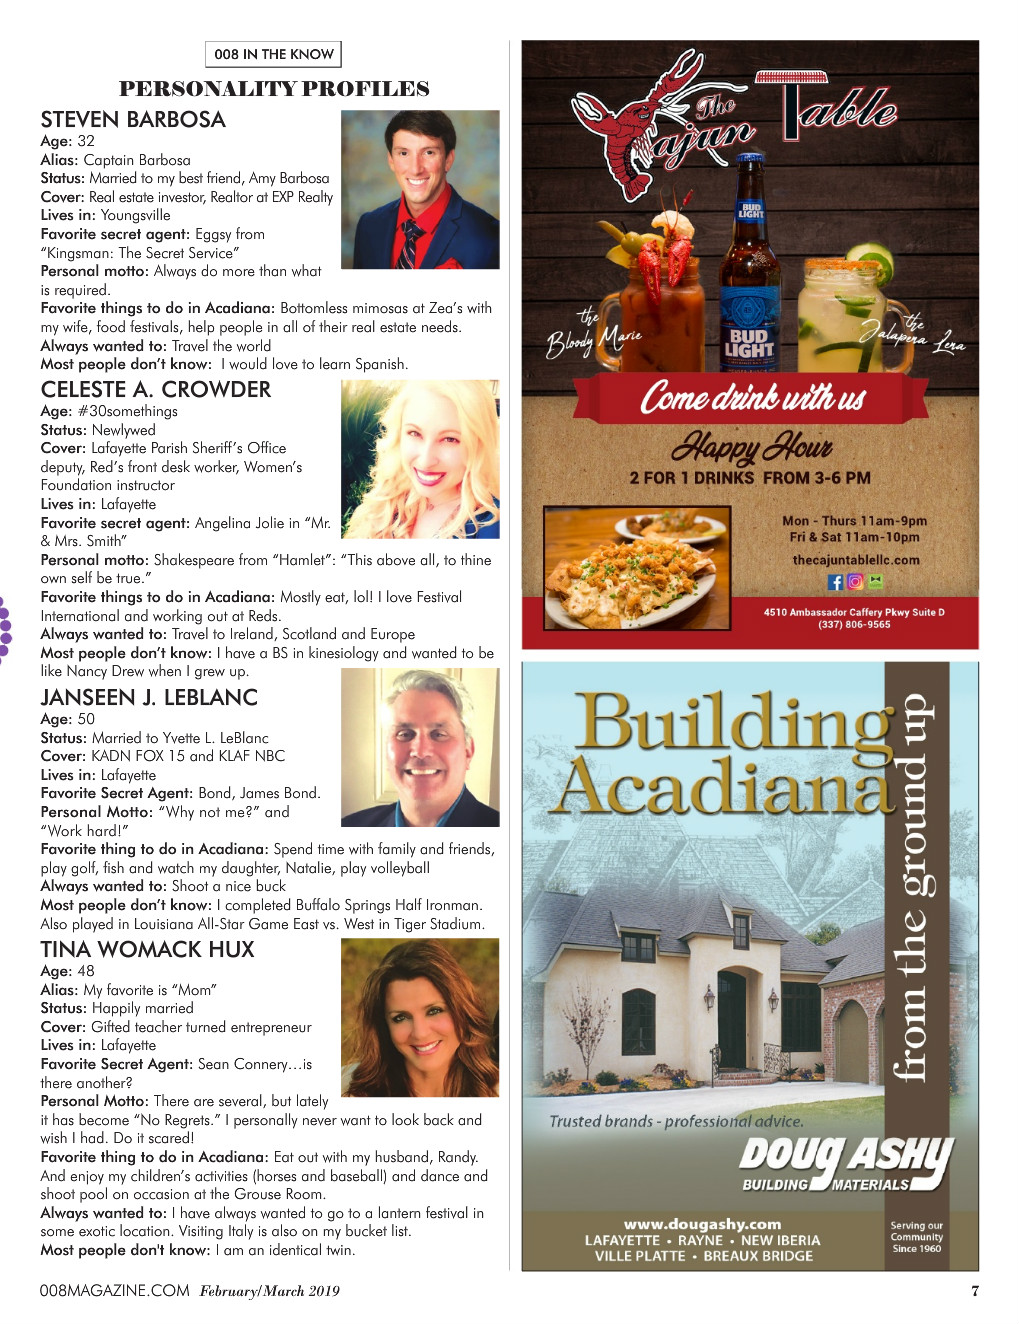 008 IN THE KNOW
PERSONALITY PROFILES
STEVEN BARBOSA
Age: 32
Alias: Captain Barbosa
Status: Married to my best friend, Amy Barbosa
Cover: Real estate investor, Realtor at EXP Realty
Lives in: Youngsville
Favorite secret agent: Eggsy from
“Kingsman: The Secret Service”
Personal motto: Always do more than what
is required.
Favorite things to do in Acadiana: Bottomless mimosas at Zea’s with
my wife, food festivals, help people in all of their real estate needs.
Always wanted to: Travel the world
Most people don’t know: I would love to learn Spanish.
CELESTE A. CROWDER
Age: #30somethings
Status: Newlywed
Cover: Lafayette Parish Sheriff’s Office
deputy, Red’s front desk worker, Women’s
Foundation instructor
Lives in: Lafayette
Favorite secret agent: Angelina Jolie in “Mr.
& Mrs. Smith”
Personal motto: Shakespeare from “Hamlet”: “This above all, to thine
own self be true.”
Favorite things to do in Acadiana: Mostly eat, lol! I love Festival
International and working out at Reds.
Always wanted to: Travel to Ireland, Scotland and Europe
Most people don’t know: I have a BS in kinesiology and wanted to be
like Nancy Drew when I grew up.
JANSEEN J. LEBLANC
Age: 50
Status: Married to Yvette L. LeBlanc
Cover: KADN FOX 15 and KLAF NBC
Lives in: Lafayette
Favorite Secret Agent: Bond, James Bond.
Personal Motto: “Why not me?” and
“Work hard!”
Favorite thing to do in Acadiana: Spend time with family and friends,
play golf, fish and watch my daughter, Natalie, play volleyball
Always wanted to: Shoot a nice buck
Most people don’t know: I completed Buffalo Springs Half Ironman.
Also played in Louisiana All-Star Game East vs. West in Tiger Stadium.
TINA WOMACK HUX
Age: 48
Alias: My favorite is “Mom”
Status: Happily married
Cover: Gifted teacher turned entrepreneur
Lives in: Lafayette
Favorite Secret Agent: Sean Connery…is
there another?
Personal Motto: There are several, but lately
it has become “No Regrets.” I personally never want to look back and
wish I had. Do it scared!
Favorite thing to do in Acadiana: Eat out with my husband, Randy.
And enjoy my children’s activities (horses and baseball) and dance and
shoot pool on occasion at the Grouse Room.
Always wanted to: I have always wanted to go to a lantern festival in
some exotic location. Visiting Italy is also on my bucket list.
Most people don't know: I am an identical twin.
The
Cajun Table
BUD
LIGHT
BUD
LIGHT
the
Bloody Marie
the
Jalapena Lena
Come drink with us
Happy Hour
2 FOR 1 DRINKS FROM 3-6 PM
Mon - Thurs 11am-9pm
Fri & Sat 11am-10pm
thecajuntablellc.com
4510 Ambassador Caffery Pkwy Suite D
(337) 806-9565
Building
Acadiana
from the ground up
Trusted brands - professional advice.
DOUG ASHY
BUILDING MATERIALS
www.dougashy.com
LAFAYETTE • RAYNE • NEW IBERIA
VILLE PLATTE • BREAUX BRIDGE
Serving our
Community
Since 1960
008MAGAZINE.COM February/March 2019
7